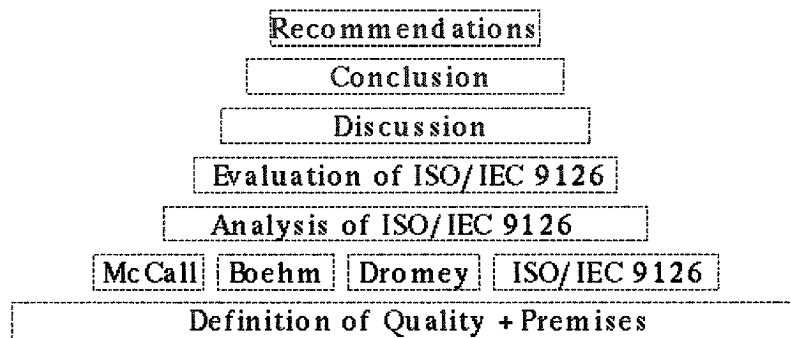 Recommendations
Conclusion
Discussion
Evaluation of ISO/IEC 9126
Analysis of ISO/IEC 9126
McCall Boehm Dromey ISO/IEC 9126
Definition of Quality + Premises